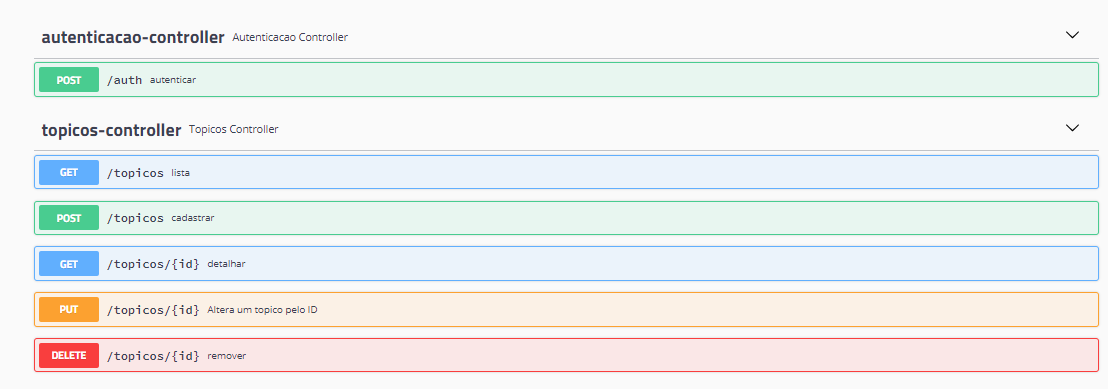 autenticacao-controller Autenticacao Controller
POST /auth autenticar
topicos-controller Topicos Controller
GET /topicos lista
POST /topicos cadastrar
GET /topicos/{id} detalhar
PUT /topicos/{id} Altera um topico pelo ID
DELETE /topicos/{id} remover